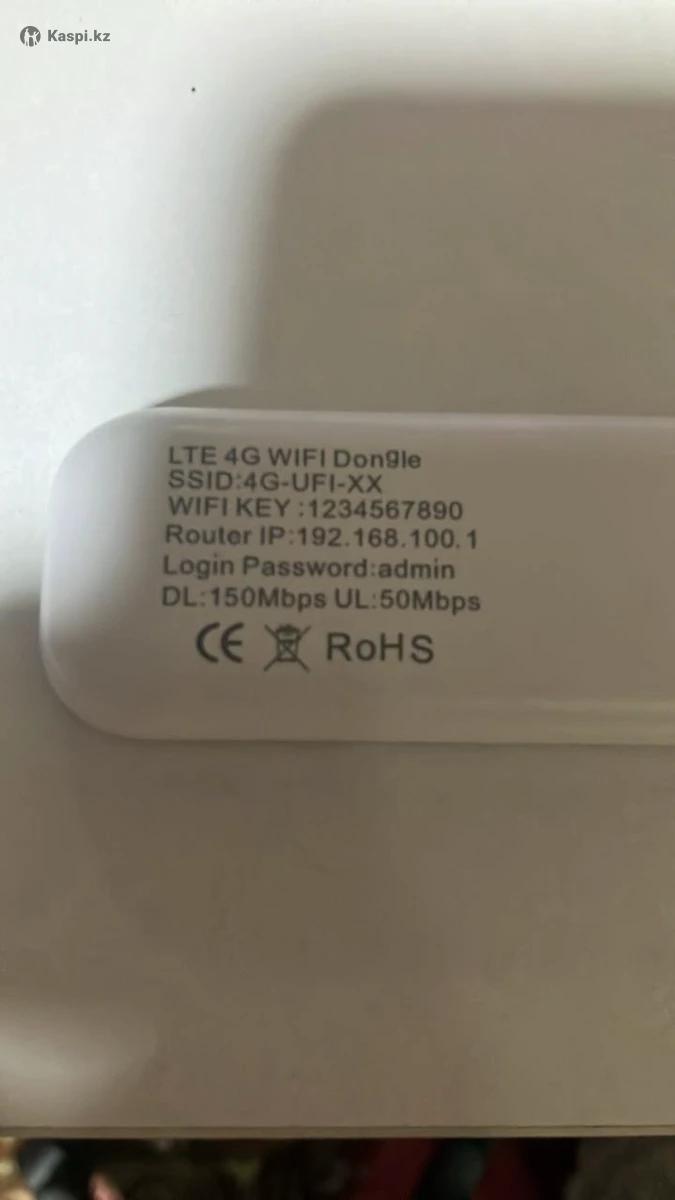 Kaspi.kz
LTE 4G WIFI Dongle
SSID:4G-UFI-XX
WIFI KEY :1234567890
Router IP:192.168.100.1
Login Password:admin
DL:150Mbps UL:50Mbps
CE RoHS